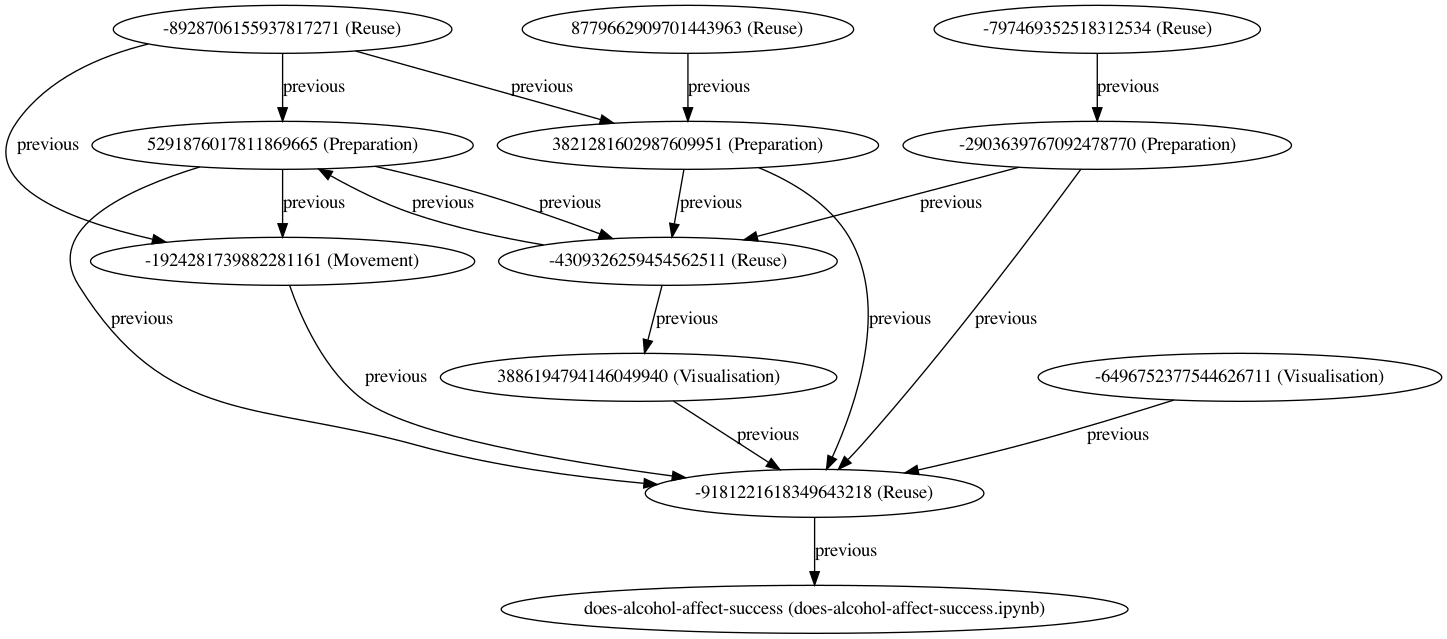 -8928706155937817271 (Reuse)
8779662909701443963 (Reuse)
-797469352518312534 (Reuse)
previous
previous
previous
previous
previous
5291876017811869665 (Preparation)
3821281602987609951 (Preparation)
-2903639767092478770 (Preparation)
previous
previous
previous
previous
previous
-1924281739882281161 (Movement)
-4309326259454562511 (Reuse)
previous
previous
previous
previous
previous
3886194794146049940 (Visualisation)
-6496752377544626711 (Visualisation)
previous
previous
-9181221618349643218 (Reuse)
previous
does-alcohol-affect-success (does-alcohol-affect-success.ipynb)